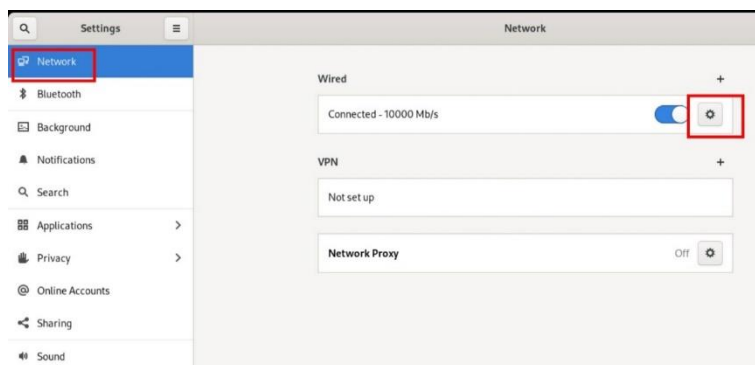 Settings
Network
Network
Bluetooth
Background
Notifications
Search
Applications
Privacy
Online Accounts
Sharing
Sound
Wired
Connected - 10000 Mb/s
VPN
Not set up
Network Proxy Off